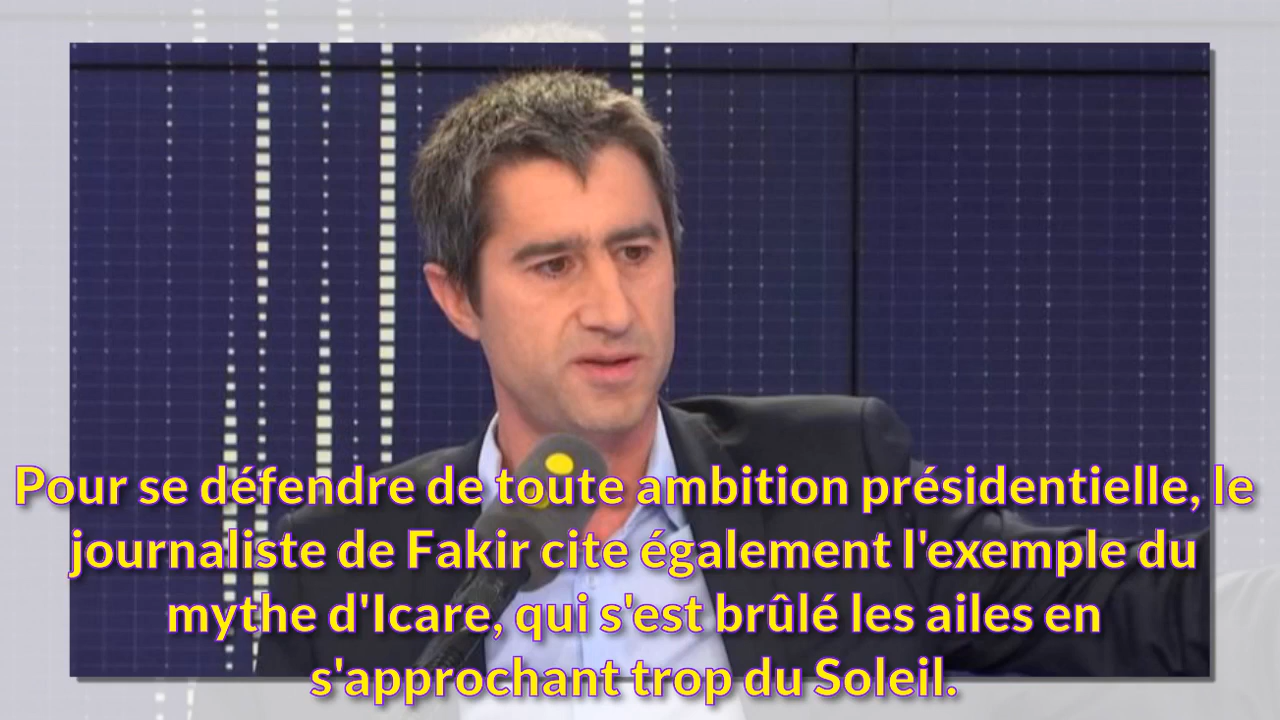 Pour se défendre de toute ambition présidentielle, le
journaliste de Fakir cite également l'exemple du
mythe d'Icare, qui s'est brûlé les ailes en
s'approchant trop du Soleil.